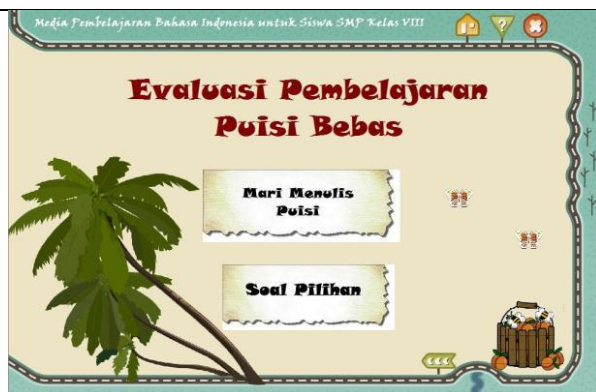 Media Pembelajaran Bahasa Indonesia untuk Siswa SMP Kelas VIII
?
Evaluasi Pembelajaran
Puisi Bebas
Mari Menulis
Puisi
Soal Pilihan